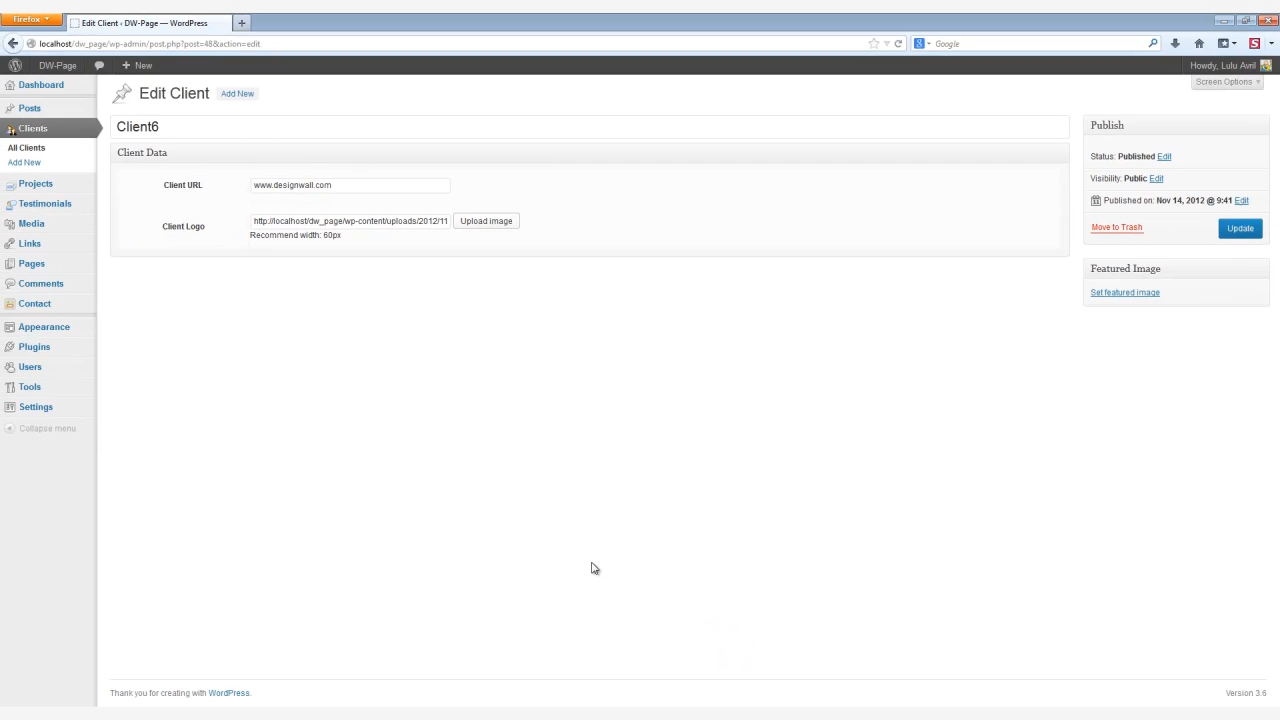 Firefox
Edit Client ‹ DW-Page — WordPress
localhost/dw_page/wp-admin/post.php?post=48&action=edit
Google
DW-Page
New
Howdy, Lulu Avril
Screen Options
Dashboard
Posts
Clients
All Clients
Add New
Projects
Testimonials
Media
Links
Pages
Comments
Contact
Appearance
Plugins
Users
Tools
Settings
Collapse menu
Edit Client Add New
Client6
Client Data
Client URL www.designwall.com
Client Logo http://localhost/dw_page/wp-content/uploads/2012/11 Upload image
Recommend width: 60px
Publish
Status: Published Edit
Visibility: Public Edit
Published on: Nov 14, 2012 @ 9:41 Edit
Move to Trash Update
Featured Image
Set featured image
Thank you for creating with WordPress.
Version 3.6